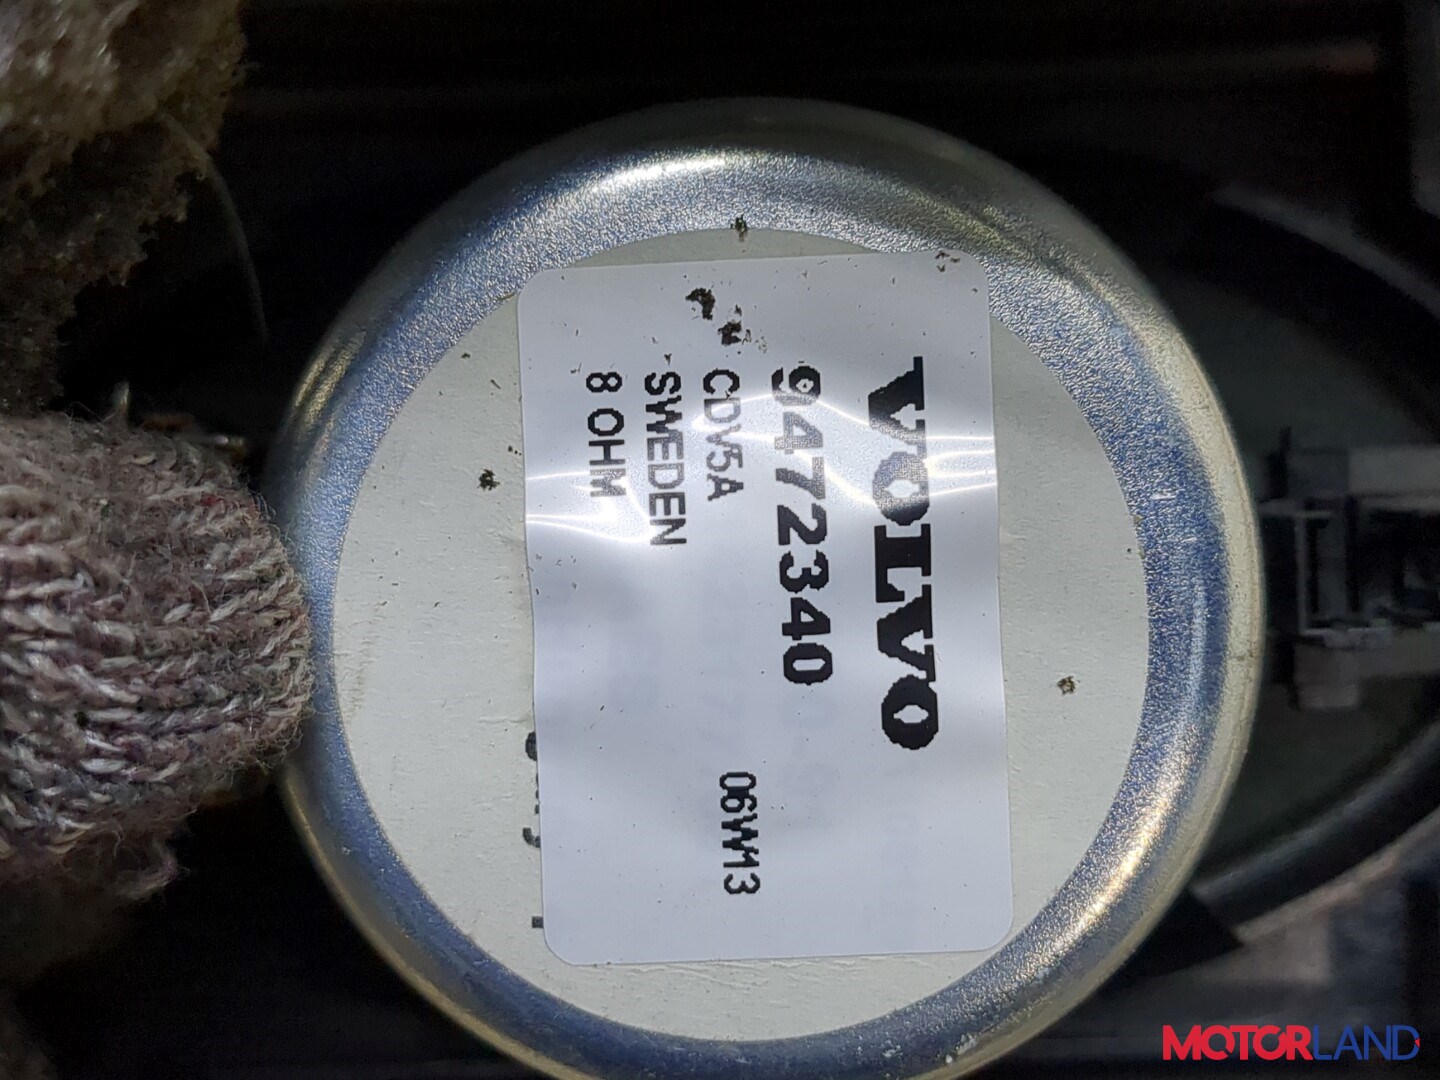 VOLVO
9472340
CDV5A 06W13
SWEDEN
8 OHM
MOTORLAND